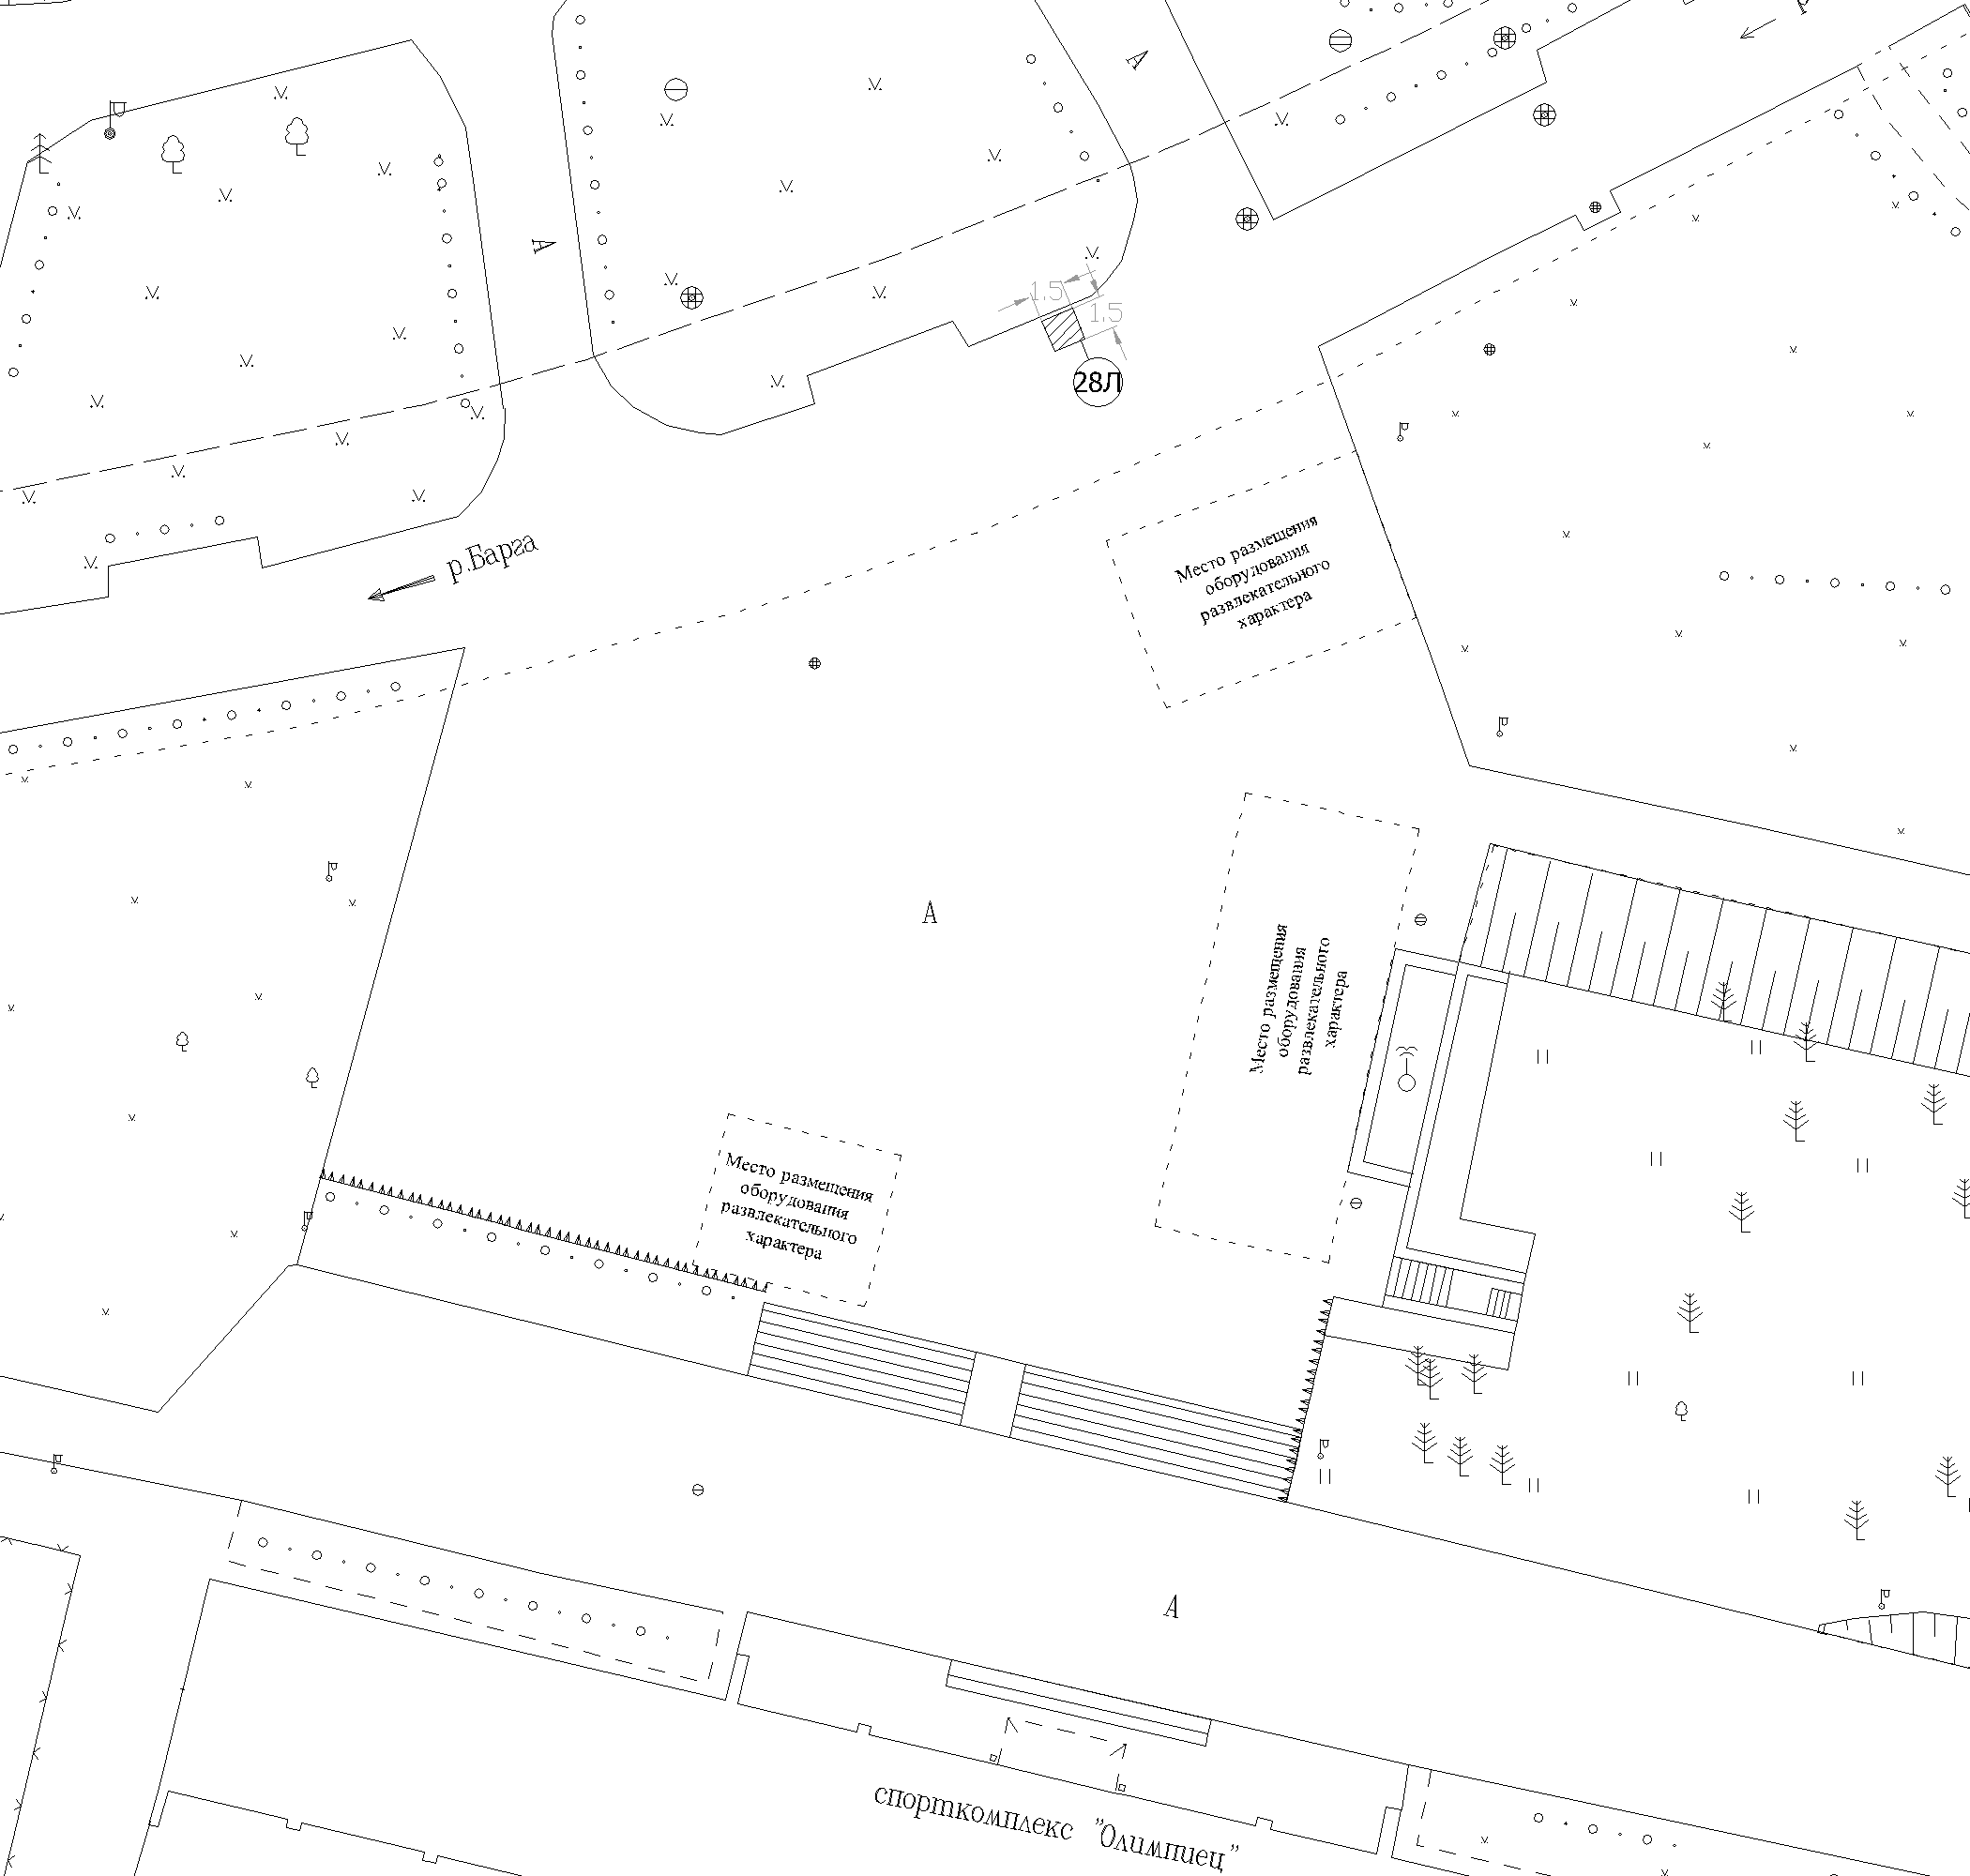 А
А
1.5
1.5
28Л
р.Барга
Место размещения
оборудования
развлекательного
характера
А
Место размещения
оборудования
развлекательного
характера
Место размещения
оборудования
развлекательного
характера
А
спорткомплекс "Олимпиец"